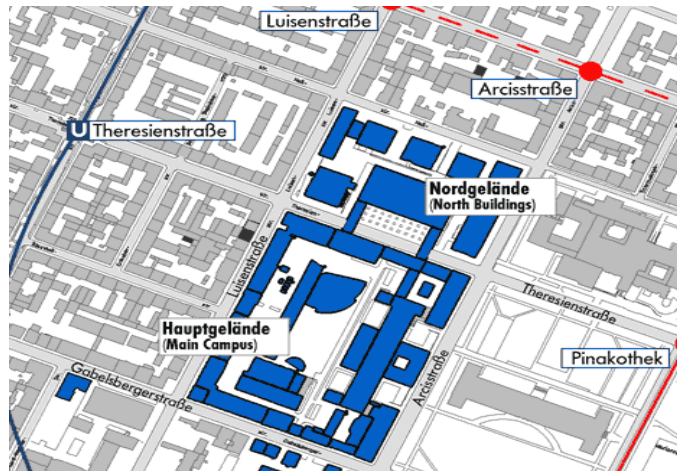 Luisenstraße
Arcisstraße
U Theresienstraße
Nordgelände
(North Buildings)
Luisenstraße
Theresienstraße
Hauptgelände
(Main Campus)
Pinakothek
Arcisstraße
Gabelsbergerstraße